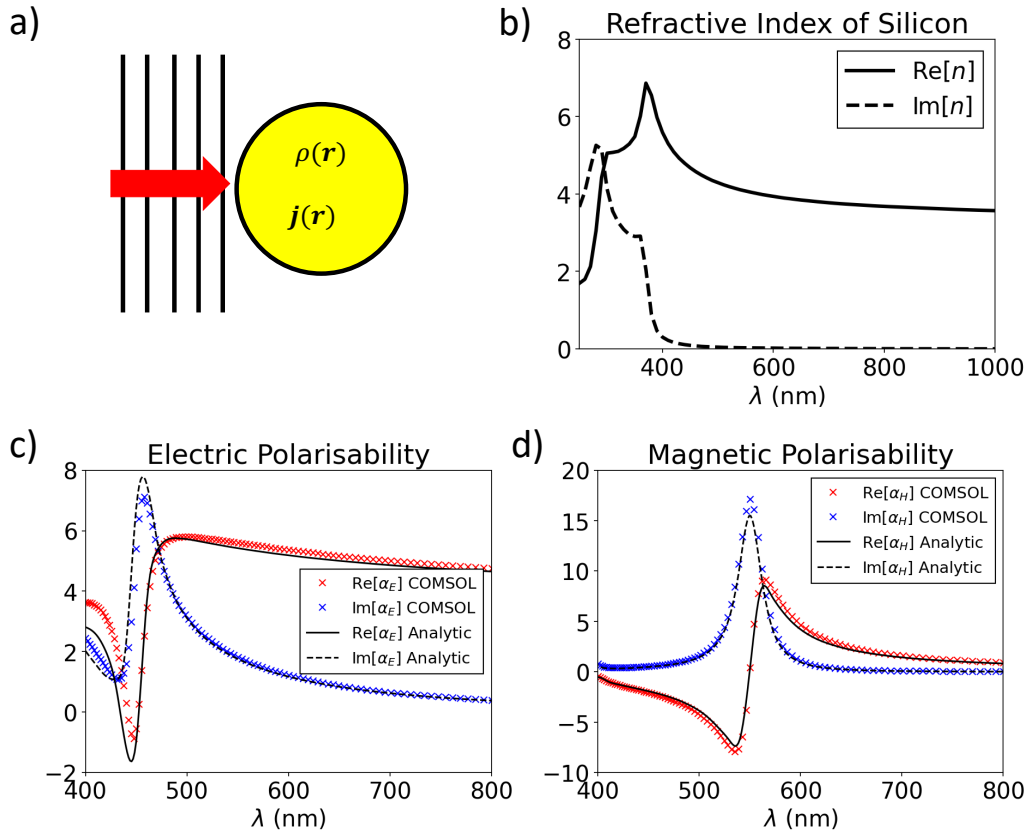 a)
ρ(r)
j(r)
b)
Refractive Index of Silicon
8
6
4
2
0
Re[n]
Im[n]
400
600
800
1000
λ (nm)
c)
Electric Polarisability
8
6
4
2
0
−2
Re[α_E] COMSOL
Im[α_E] COMSOL
Re[α_E] Analytic
Im[α_E] Analytic
400
500
600
700
800
λ (nm)
d)
Magnetic Polarisability
20
15
10
5
0
−5
−10
Re[α_H] COMSOL
Im[α_H] COMSOL
Re[α_H] Analytic
Im[α_H] Analytic
400
500
600
700
800
λ (nm)